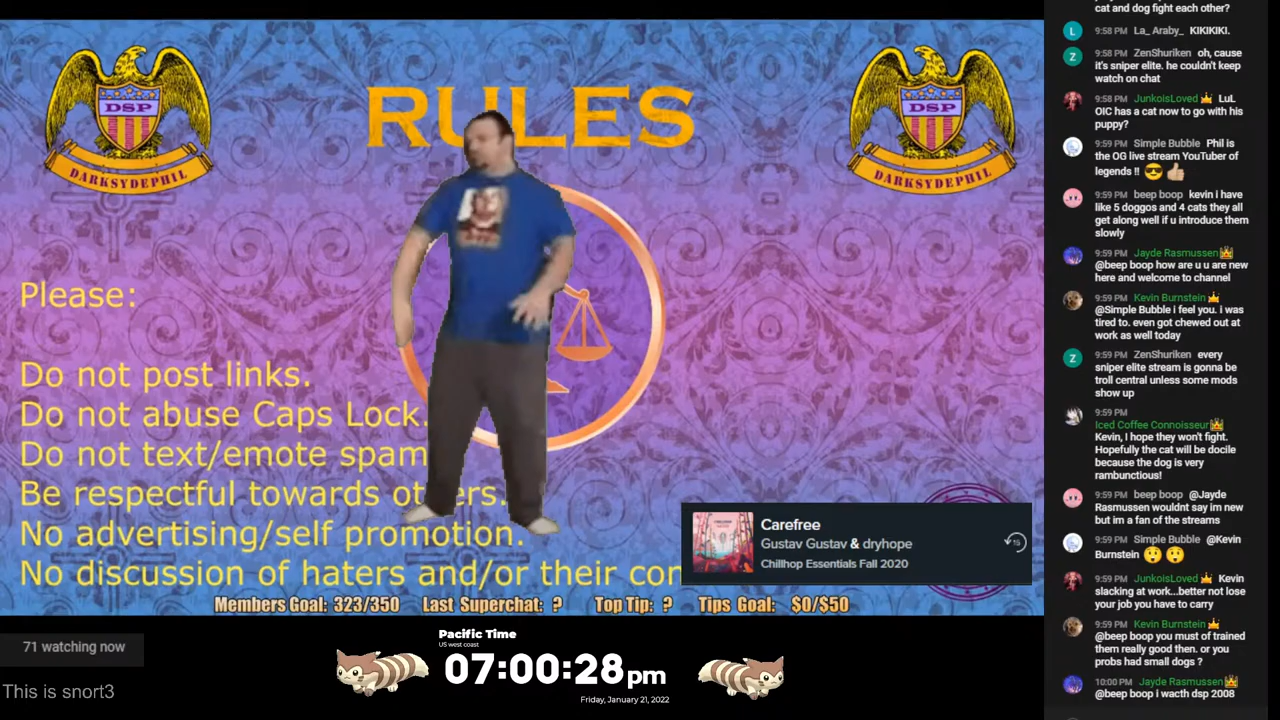 RULES
DSP
DARKSYDEPHIL
DSP
DARKSYDEPHIL
Please:
Do not post links.
Do not abuse Caps Lock.
Do not text/emote spam
Be respectful towards others.
No advertising/self promotion.
No discussion of haters and/or their con
Carefree
Gustav Gustav & dryhope
Chillhop Essentials Fall 2020
15
Members Goal: 323/350 Last Superchat: ? Top Tip: ? Tips Goal: $0/$50
71 watching now
This is snort3
Pacific Time
US west coast
07:00:28pm
Friday, January 21, 2022
cat and dog fight each other?
L 9:58 PM La_ Araby_ KIKIKIKI.
Z 9:58 PM ZenShuriken oh, cause
it's sniper elite. he couldn't keep
watch on chat
9:58 PM JunkoisLoved LuL
OIC has a cat now to go with his
puppy?
9:59 PM Simple Bubble Phil is
the OG live stream YouTuber of
legends !!
9:59 PM beep boop kevin i have
like 5 doggos and 4 cats they all
get along well if u introduce them
slowly
9:59 PM Jayde Rasmussen
@beep boop how are u u are new
here and welcome to channel
9:59 PM Kevin Burnstein
@Simple Bubble i feel you. i was
tired to. even got chewed out at
work as well today
Z 9:59 PM ZenShuriken every
sniper elite stream is gonna be
troll central unless some mods
show up
9:59 PM
Iced Coffee Connoisseur
Kevin, I hope they won't fight.
Hopefully the cat will be docile
because the dog is very
rambunctious!
9:59 PM beep boop @Jayde
Rasmussen wouldnt say im new
but im a fan of the streams
9:59 PM Simple Bubble @Kevin
Burnstein
9:59 PM JunkoisLoved Kevin
slacking at work...better not lose
your job you have to carry
9:59 PM Kevin Burnstein
@beep boop you must of trained
them really good then. or you
probs had small dogs ?
10:00 PM Jayde Rasmussen
@beep boop i wacth dsp 2008